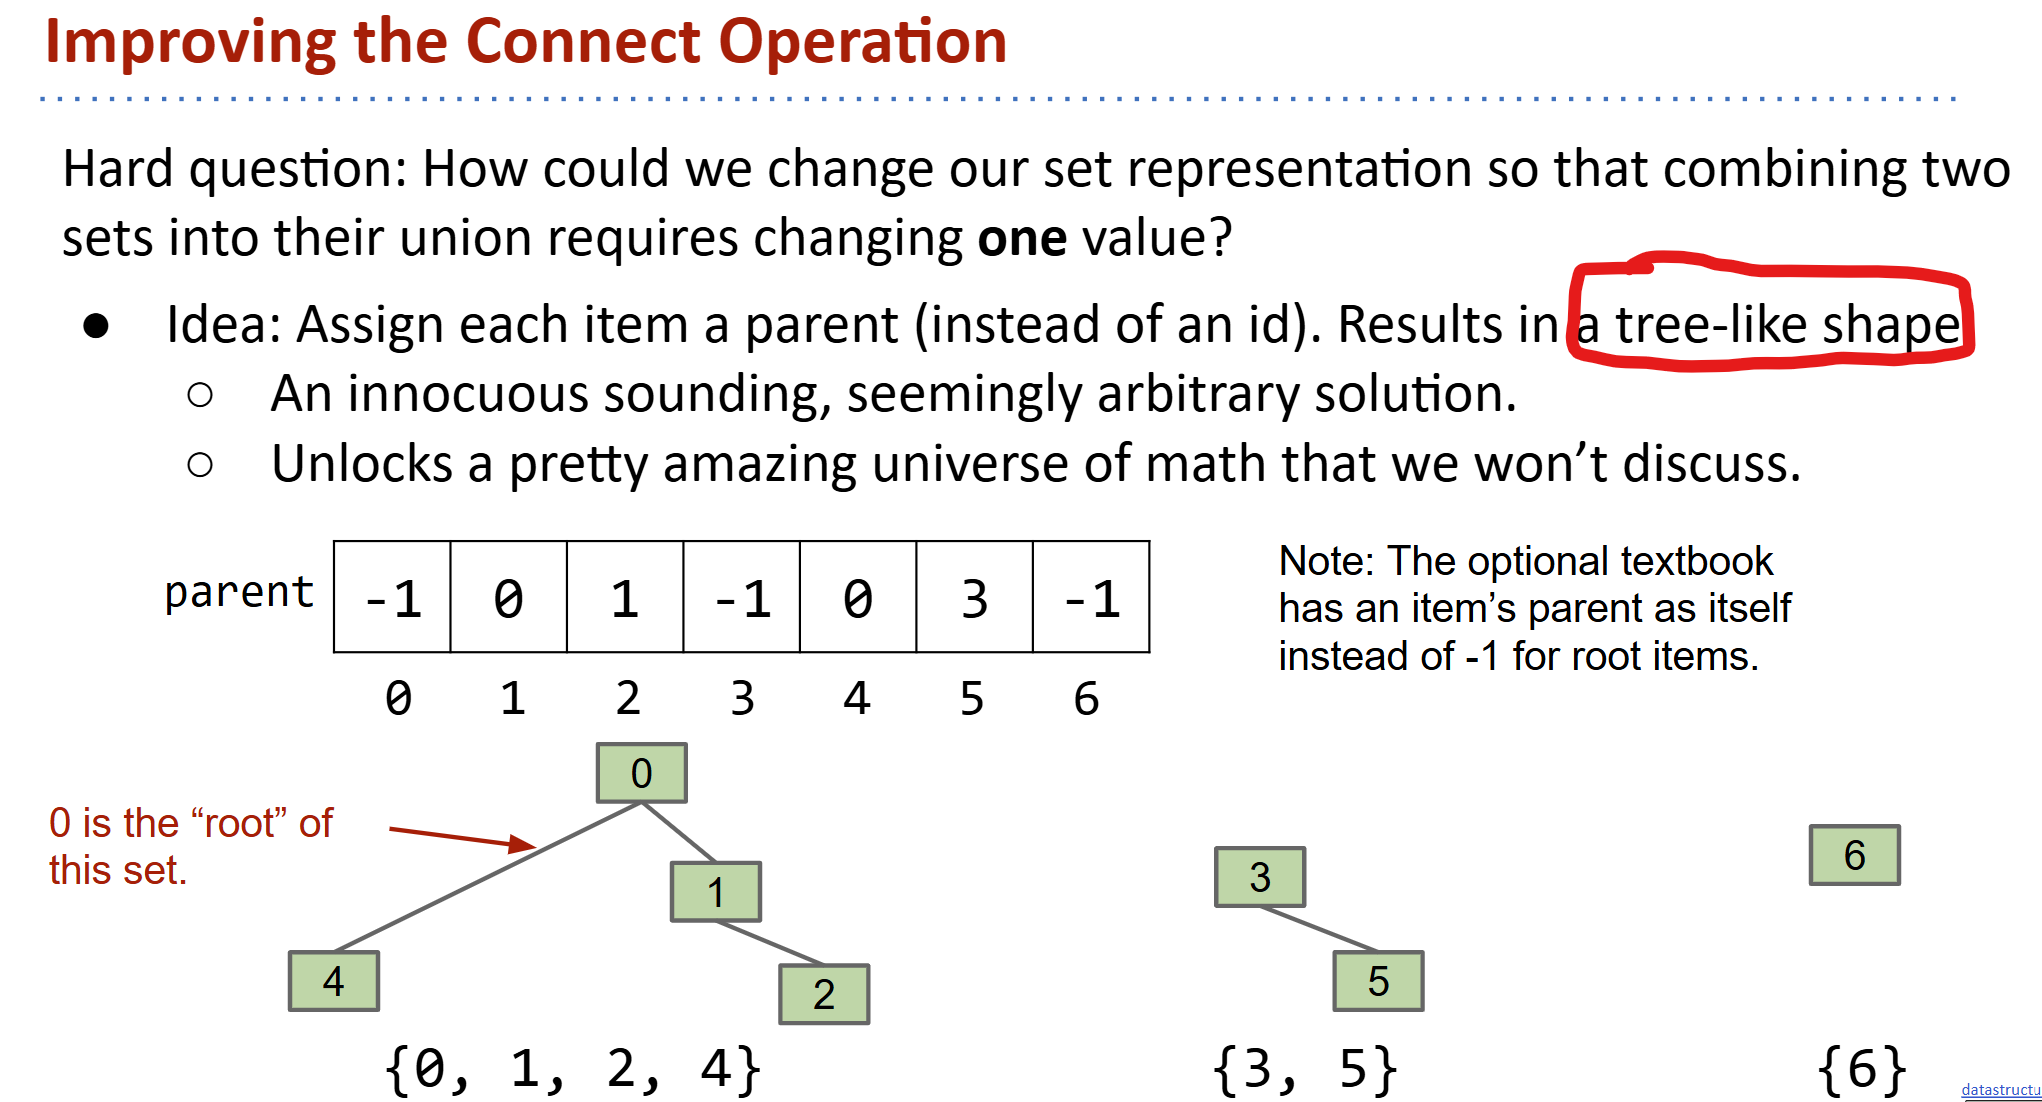 Improving the Connect Operation
Hard question: How could we change our set representation so that combining two
sets into their union requires changing one value?
● Idea: Assign each item a parent (instead of an id). Results in a tree-like shape
○ An innocuous sounding, seemingly arbitrary solution.
○ Unlocks a pretty amazing universe of math that we won’t discuss.
parent -1 0 1 -1 0 3 -1
0 1 2 3 4 5 6
Note: The optional textbook
has an item’s parent as itself
instead of -1 for root items.
0 is the “root” of
this set.
0
1
4
2
{0, 1, 2, 4}
3
5
{3, 5}
6
{6}
datastructu